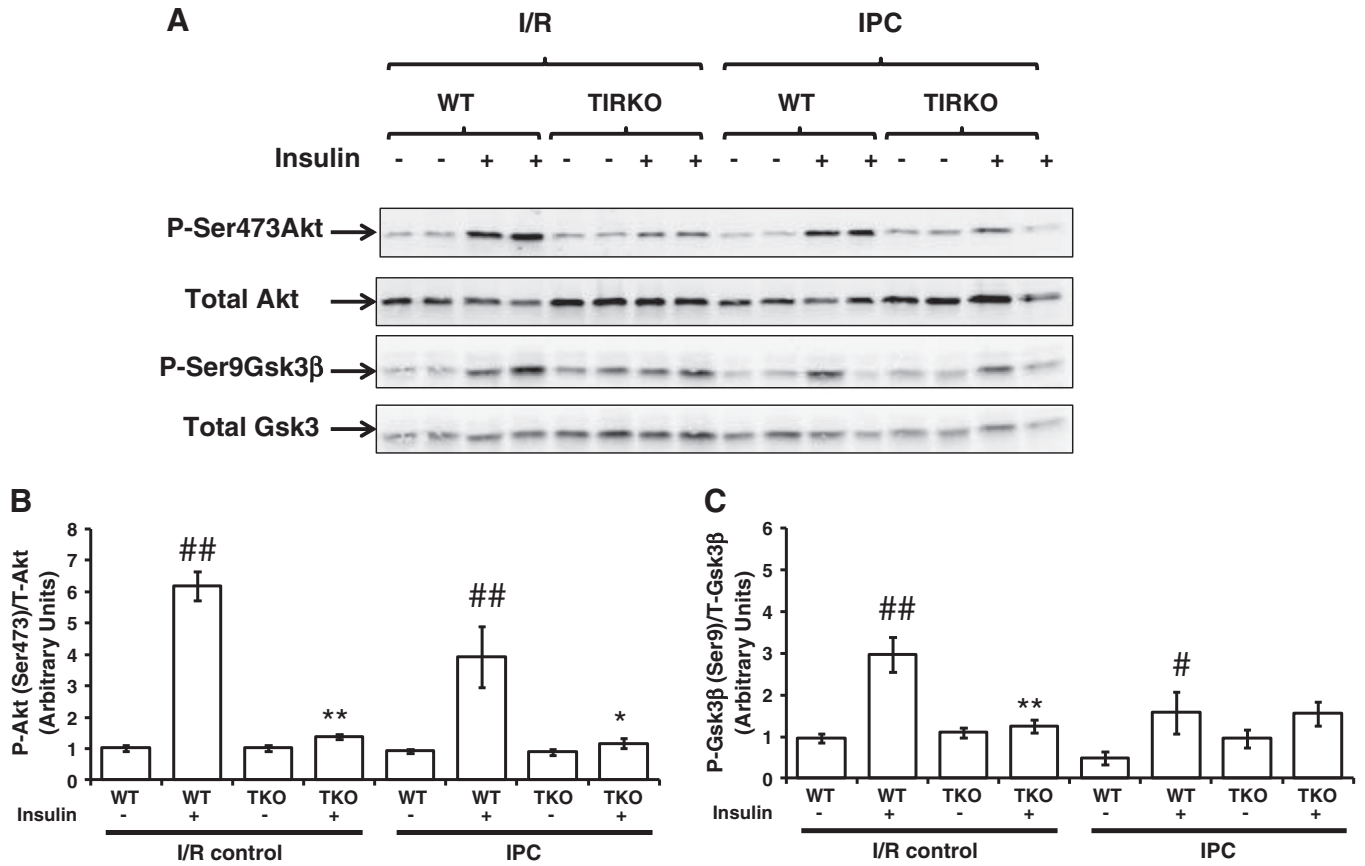 A
I/R IPC
WT TIRKO WT TIRKO
Insulin - - + + - - + + - - + + - - + +
P-Ser473Akt
Total Akt
P-Ser9Gsk3β
Total Gsk3
B
P-Akt (Ser473)/T-Akt
(Arbitrary Units)
8
7
6
5
4
3
2
1
0
## ** ## *
WT WT TKO TKO WT WT TKO TKO
Insulin - + - + - + - +
I/R control IPC
C
P-Gsk3β (Ser9)/T-Gsk3β
(Arbitrary Units)
6
5
4
3
2
1
0
## ** #
WT WT TKO TKO WT WT TKO TKO
Insulin - + - + - + - +
I/R control IPC